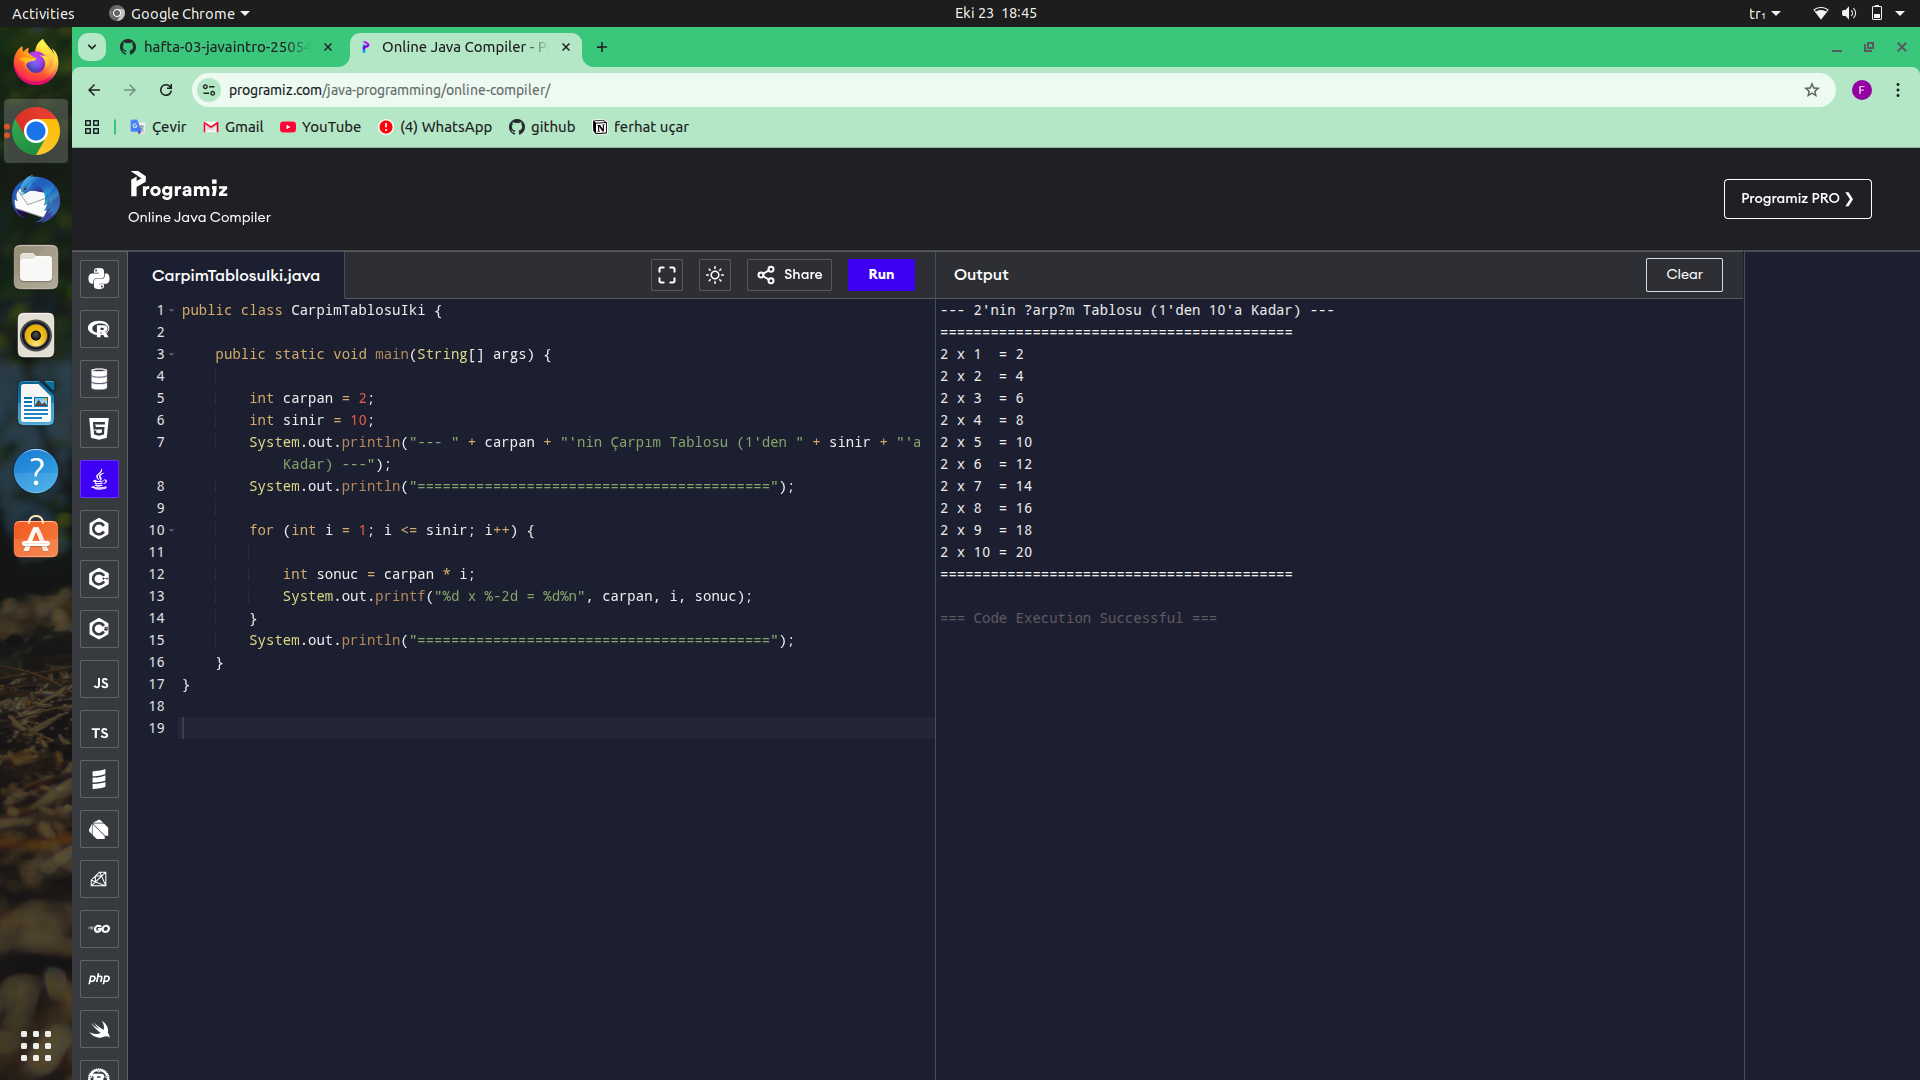 Activities
Google Chrome
Eki 23 18:45
tr₁
hafta-03-javaintro-25054
Online Java Compiler - P
programiz.com/java-programming/online-compiler/
F
Çevir
Gmail
YouTube
(4) WhatsApp
github
ferhat uçar
Programiz
Online Java Compiler
Programiz PRO ❯
CarpimTablosuIki.java
Share
Run
Output
Clear
1 public class CarpimTablosuIki {
2
3 public static void main(String[] args) {
4
5 int carpan = 2;
6 int sinir = 10;
7 System.out.println("--- " + carpan + "'nin Çarpım Tablosu (1'den " + sinir + "'a
Kadar) ---");
8 System.out.println("==========================================");
9
10 for (int i = 1; i <= sinir; i++) {
11
12 int sonuc = carpan * i;
13 System.out.printf("%d x %-2d = %d%n", carpan, i, sonuc);
14 }
15 System.out.println("==========================================");
16 }
17 }
18
19
--- 2'nin ?arp?m Tablosu (1'den 10'a Kadar) ---
==========================================
2 x 1  = 2
2 x 2  = 4
2 x 3  = 6
2 x 4  = 8
2 x 5  = 10
2 x 6  = 12
2 x 7  = 14
2 x 8  = 16
2 x 9  = 18
2 x 10 = 20
==========================================
=== Code Execution Successful ===
JS
TS
GO
php